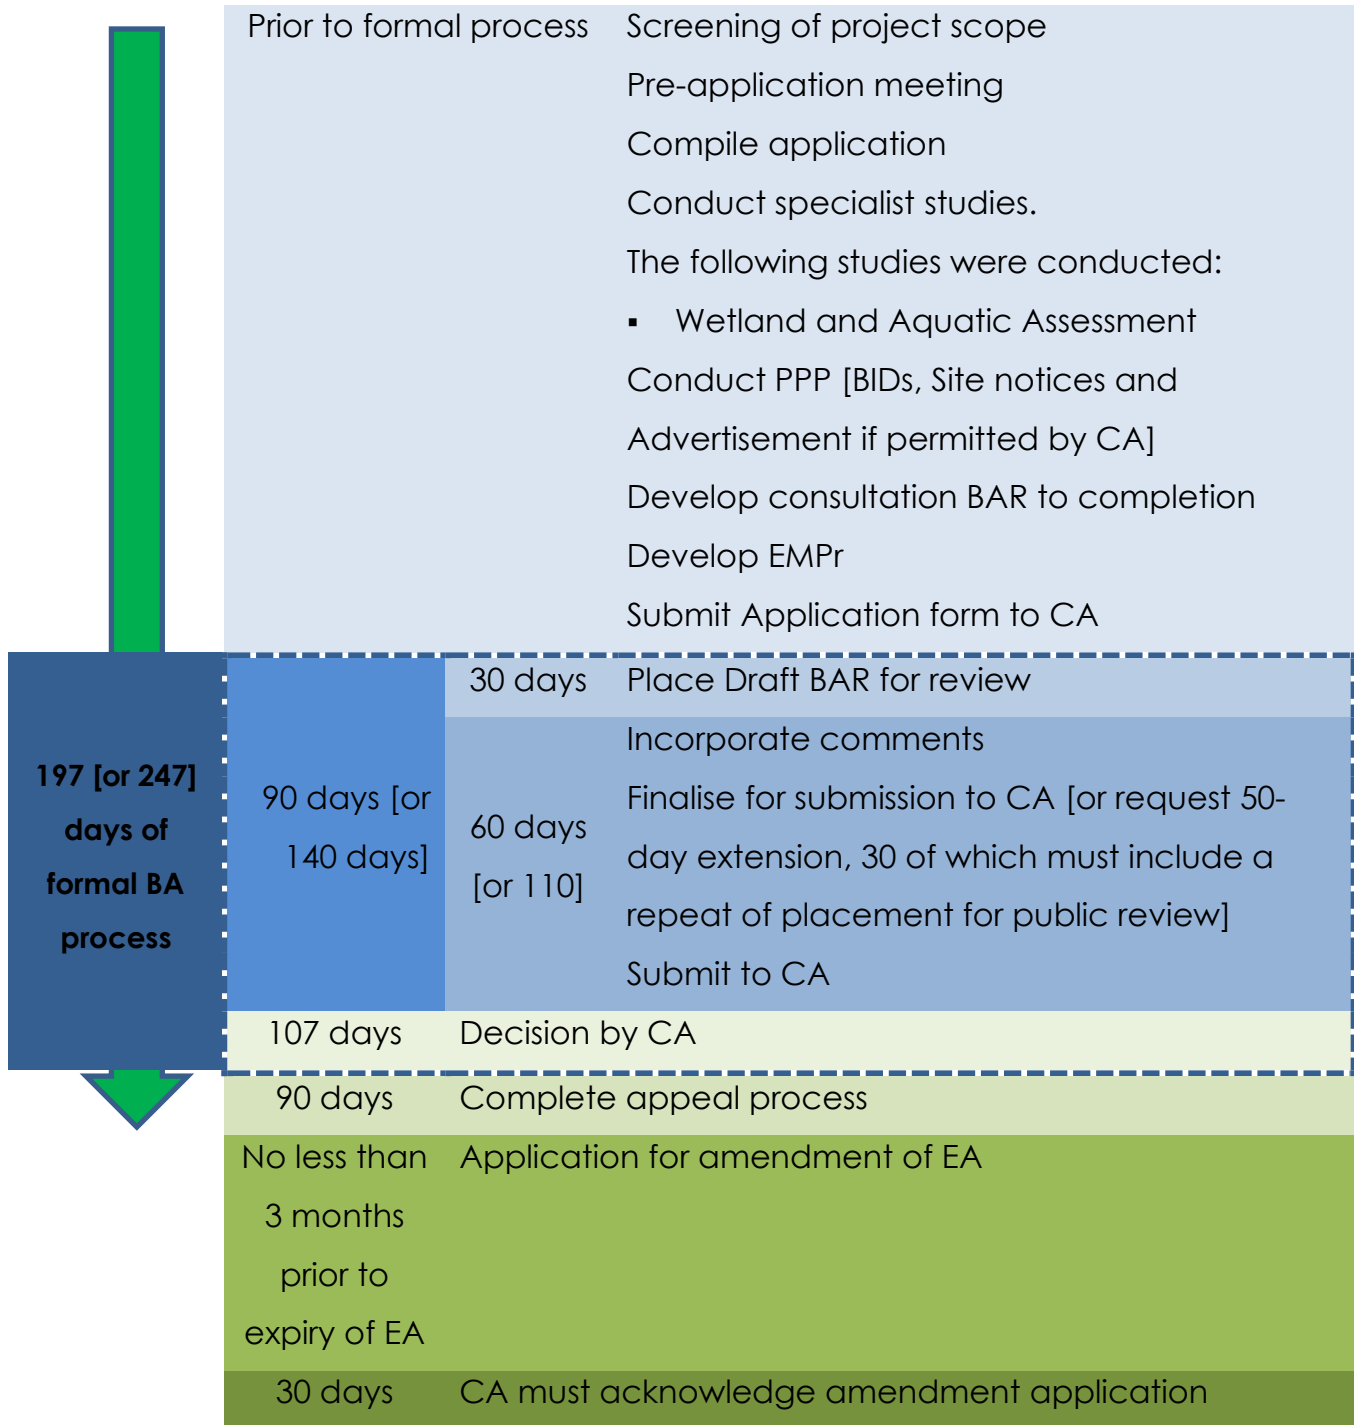 Prior to formal process
Screening of project scope
Pre-application meeting
Compile application
Conduct specialist studies.
The following studies were conducted:
▪ Wetland and Aquatic Assessment
Conduct PPP [BIDs, Site notices and
Advertisement if permitted by CA]
Develop consultation BAR to completion
Develop EMPr
Submit Application form to CA
197 [or 247]
days of
formal BA
process
90 days [or
140 days]
30 days
Place Draft BAR for review
60 days
[or 110]
Incorporate comments
Finalise for submission to CA [or request 50-
day extension, 30 of which must include a
repeat of placement for public review]
Submit to CA
107 days
Decision by CA
90 days
Complete appeal process
No less than
3 months
prior to
expiry of EA
Application for amendment of EA
30 days
CA must acknowledge amendment application